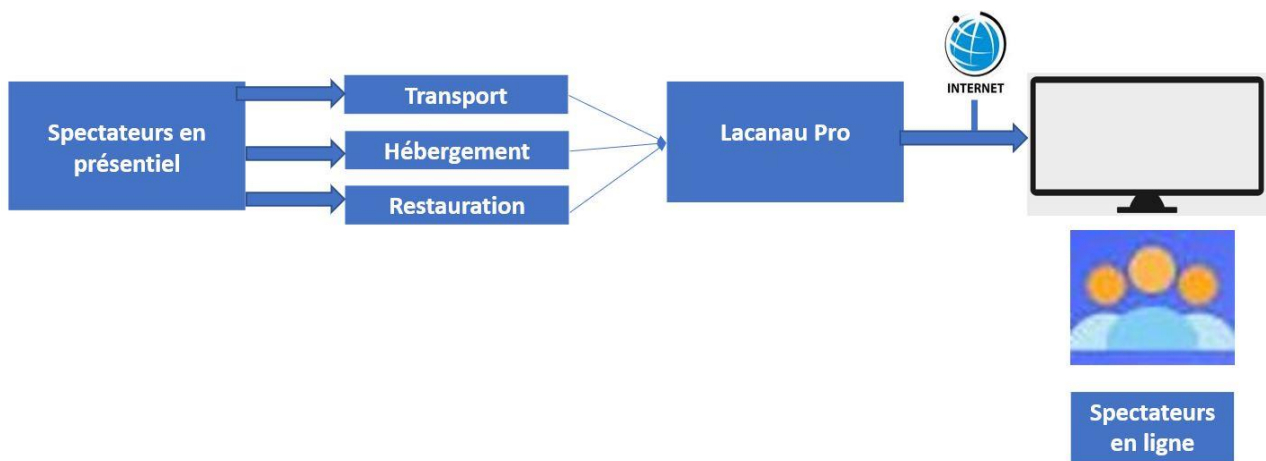 Spectateurs en
présentiel
Transport
Hébergement
Restauration
Lacanau Pro
INTERNET
Spectateurs
en ligne